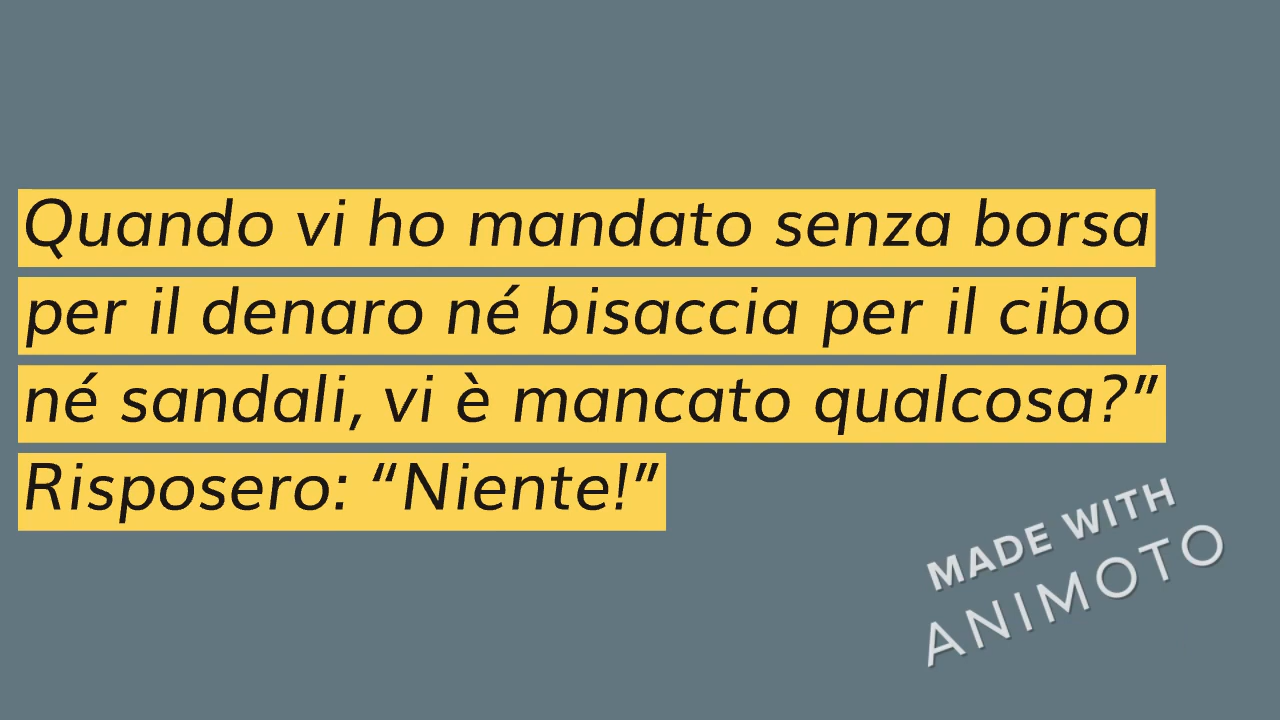 Quando vi ho mandato senza borsa
per il denaro né bisaccia per il cibo
né sandali, vi è mancato qualcosa?”
Risposero: “Niente!”
MADE WITH
ANIMOTO